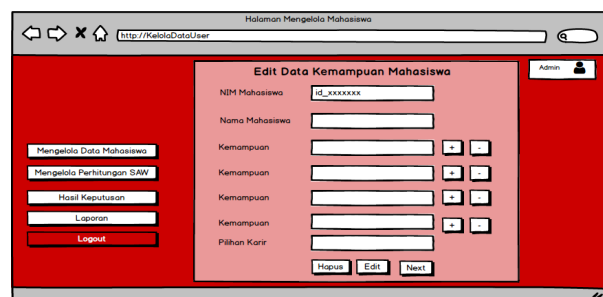 Halaman Mengelola Mahasiswa
http://KelolaDataUser
Admin
Edit Data Kemampuan Mahasiswa
NIM Mahasiswa id_xxxxxxx
Nama Mahasiswa
Kemampuan + -
Kemampuan + -
Kemampuan + -
Kemampuan + -
Pilihan Karir
Hapus Edit Next
Mengelola Data Mahasiswa
Mengelola Perhitungan SAW
Hasil Keputusan
Laporan
Logout